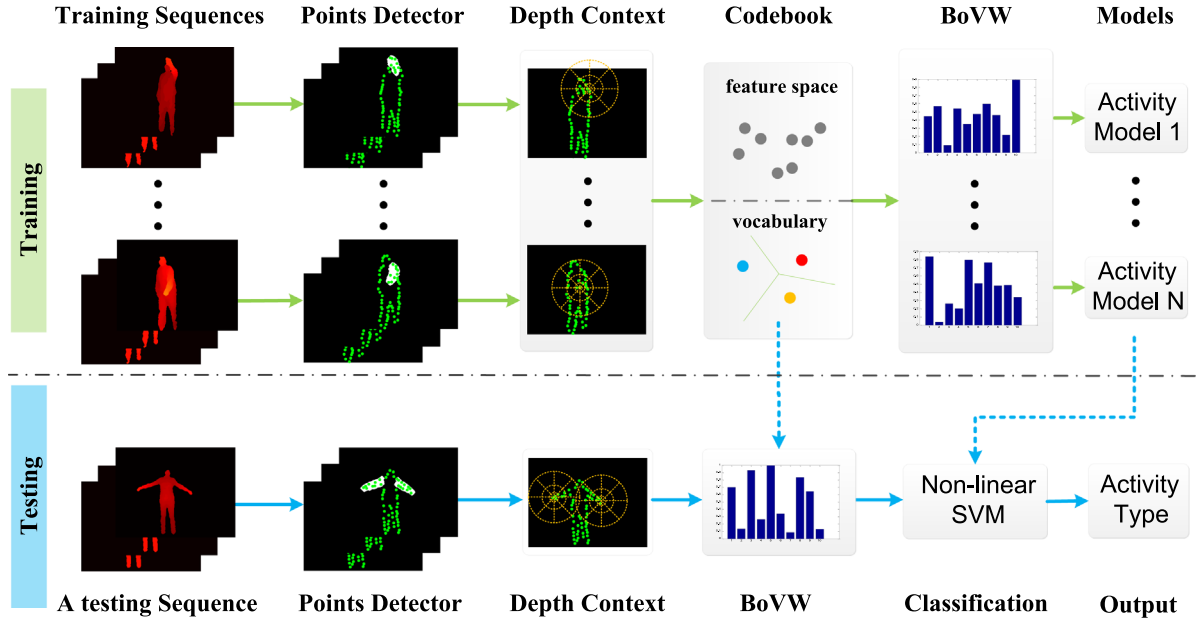 Training Sequences
Points Detector
Depth Context
Codebook
BoVW
Models
Training
feature space
vocabulary
Activity
Model 1
Activity
Model N
Testing
Non-linear
SVM
Activity
Type
A testing Sequence
Points Detector
Depth Context
BoVW
Classification
Output